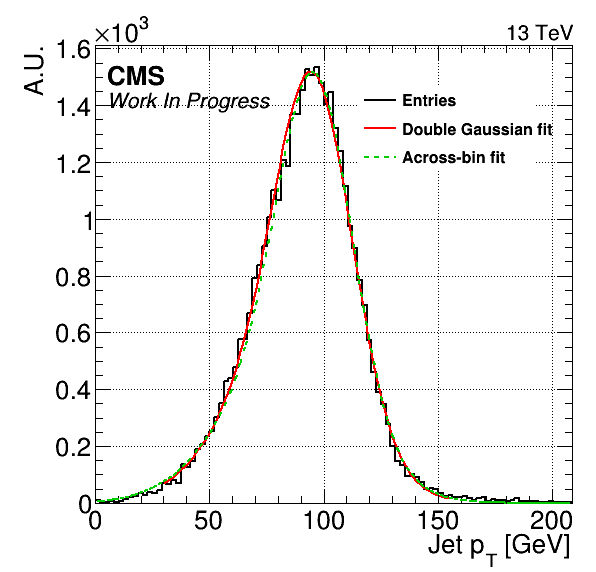 ×10³
13 TeV
A.U.
CMS
Work In Progress
Entries
Double Gaussian fit
Across-bin fit
1.6
1.4
1.2
1
0.8
0.6
0.4
0.2
0
0 50 100 150 200
Jet p_T [GeV]